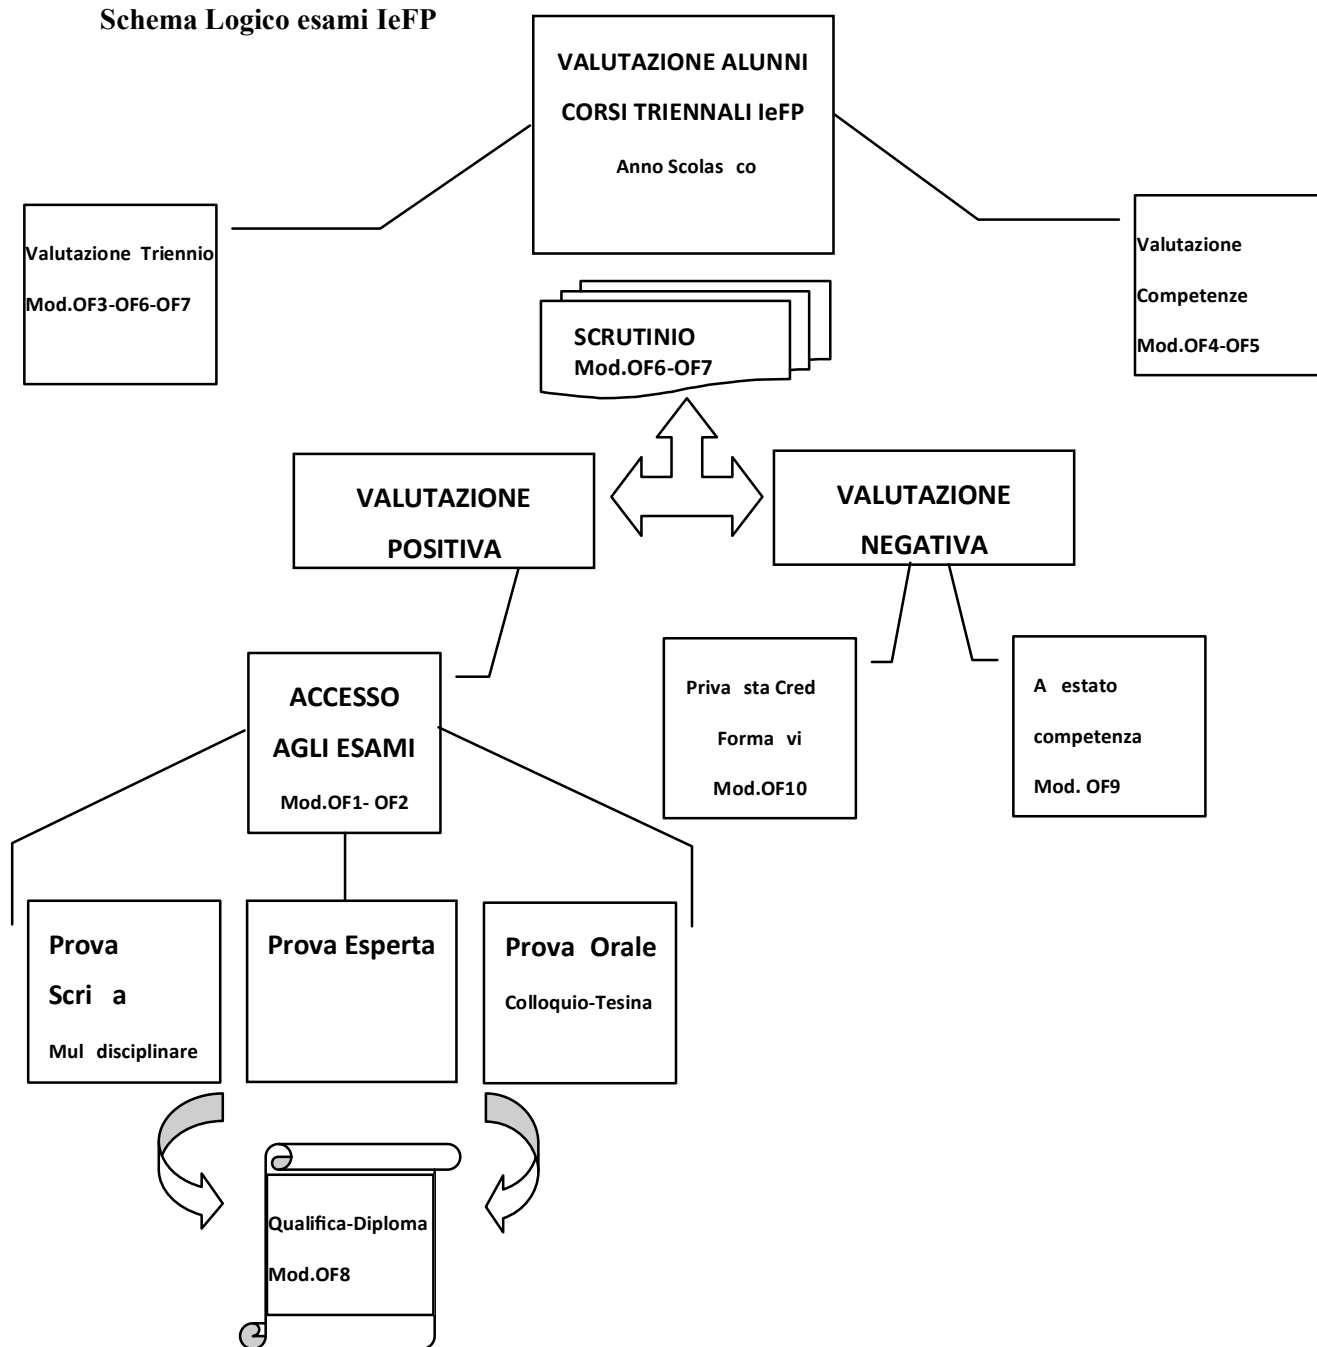 Schema Logico esami IeFP
VALUTAZIONE ALUNNI
CORSI TRIENNALI IeFP
Anno Scolas co
Valutazione Triennio
Mod.OF3-OF6-OF7
Valutazione
Competenze
Mod.OF4-OF5
SCRUTINIO
Mod.OF6-OF7
VALUTAZIONE
POSITIVA
VALUTAZIONE
NEGATIVA
ACCESSO
AGLI ESAMI
Mod.OF1- OF2
Priva sta Cred
Forma vi
Mod.OF10
A estato
competenza
Mod. OF9
Prova
Scri a
Mul disciplinare
Prova Esperta
Prova Orale
Colloquio-Tesina
Qualifica-Diploma
Mod.OF8